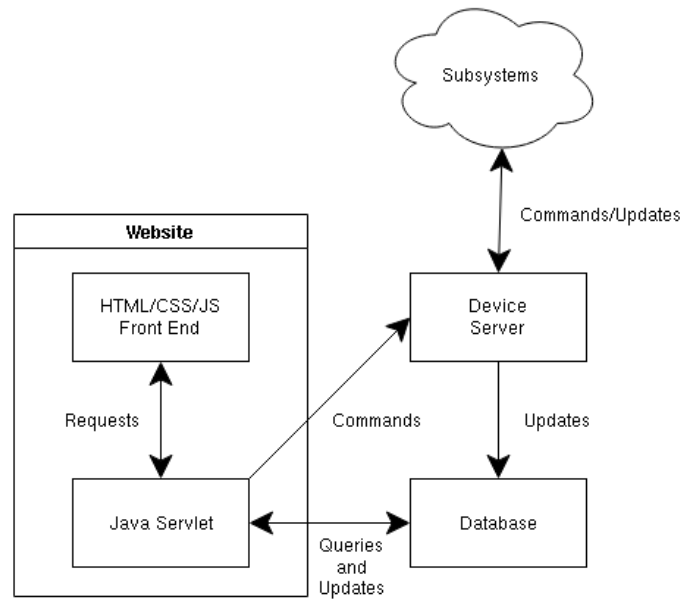 Subsystems
Commands/Updates
Website
HTML/CSS/JS
Front End
Device
Server
Requests
Commands
Updates
Java Servlet
Database
Queries
and
Updates